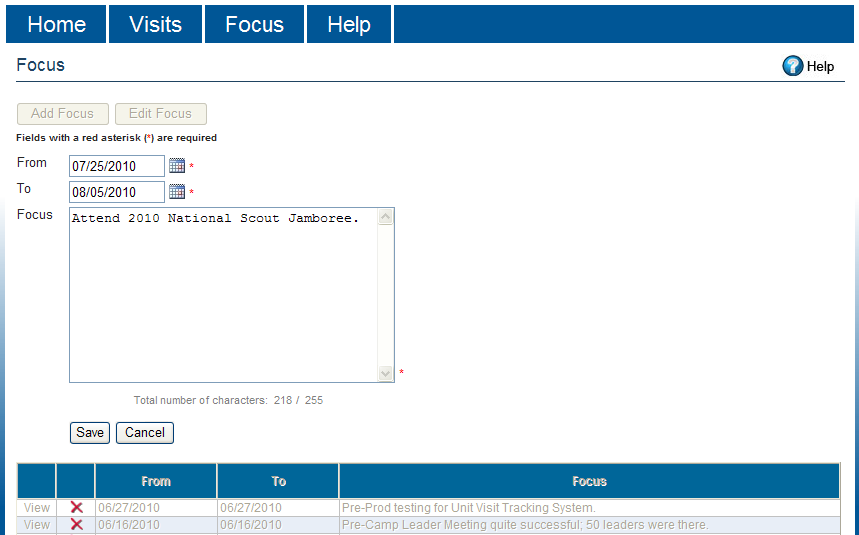 Home Visits Focus Help
Focus
Help
Add Focus Edit Focus
Fields with a red asterisk (*) are required
From 07/25/2010 *
To 08/05/2010 *
Focus Attend 2010 National Scout Jamboree.
*
Total number of characters: 218 / 255
Save Cancel
From To Focus
View 06/27/2010 06/27/2010 Pre-Prod testing for Unit Visit Tracking System.
View 06/16/2010 06/16/2010 Pre-Camp Leader Meeting quite successful; 50 leaders were there.